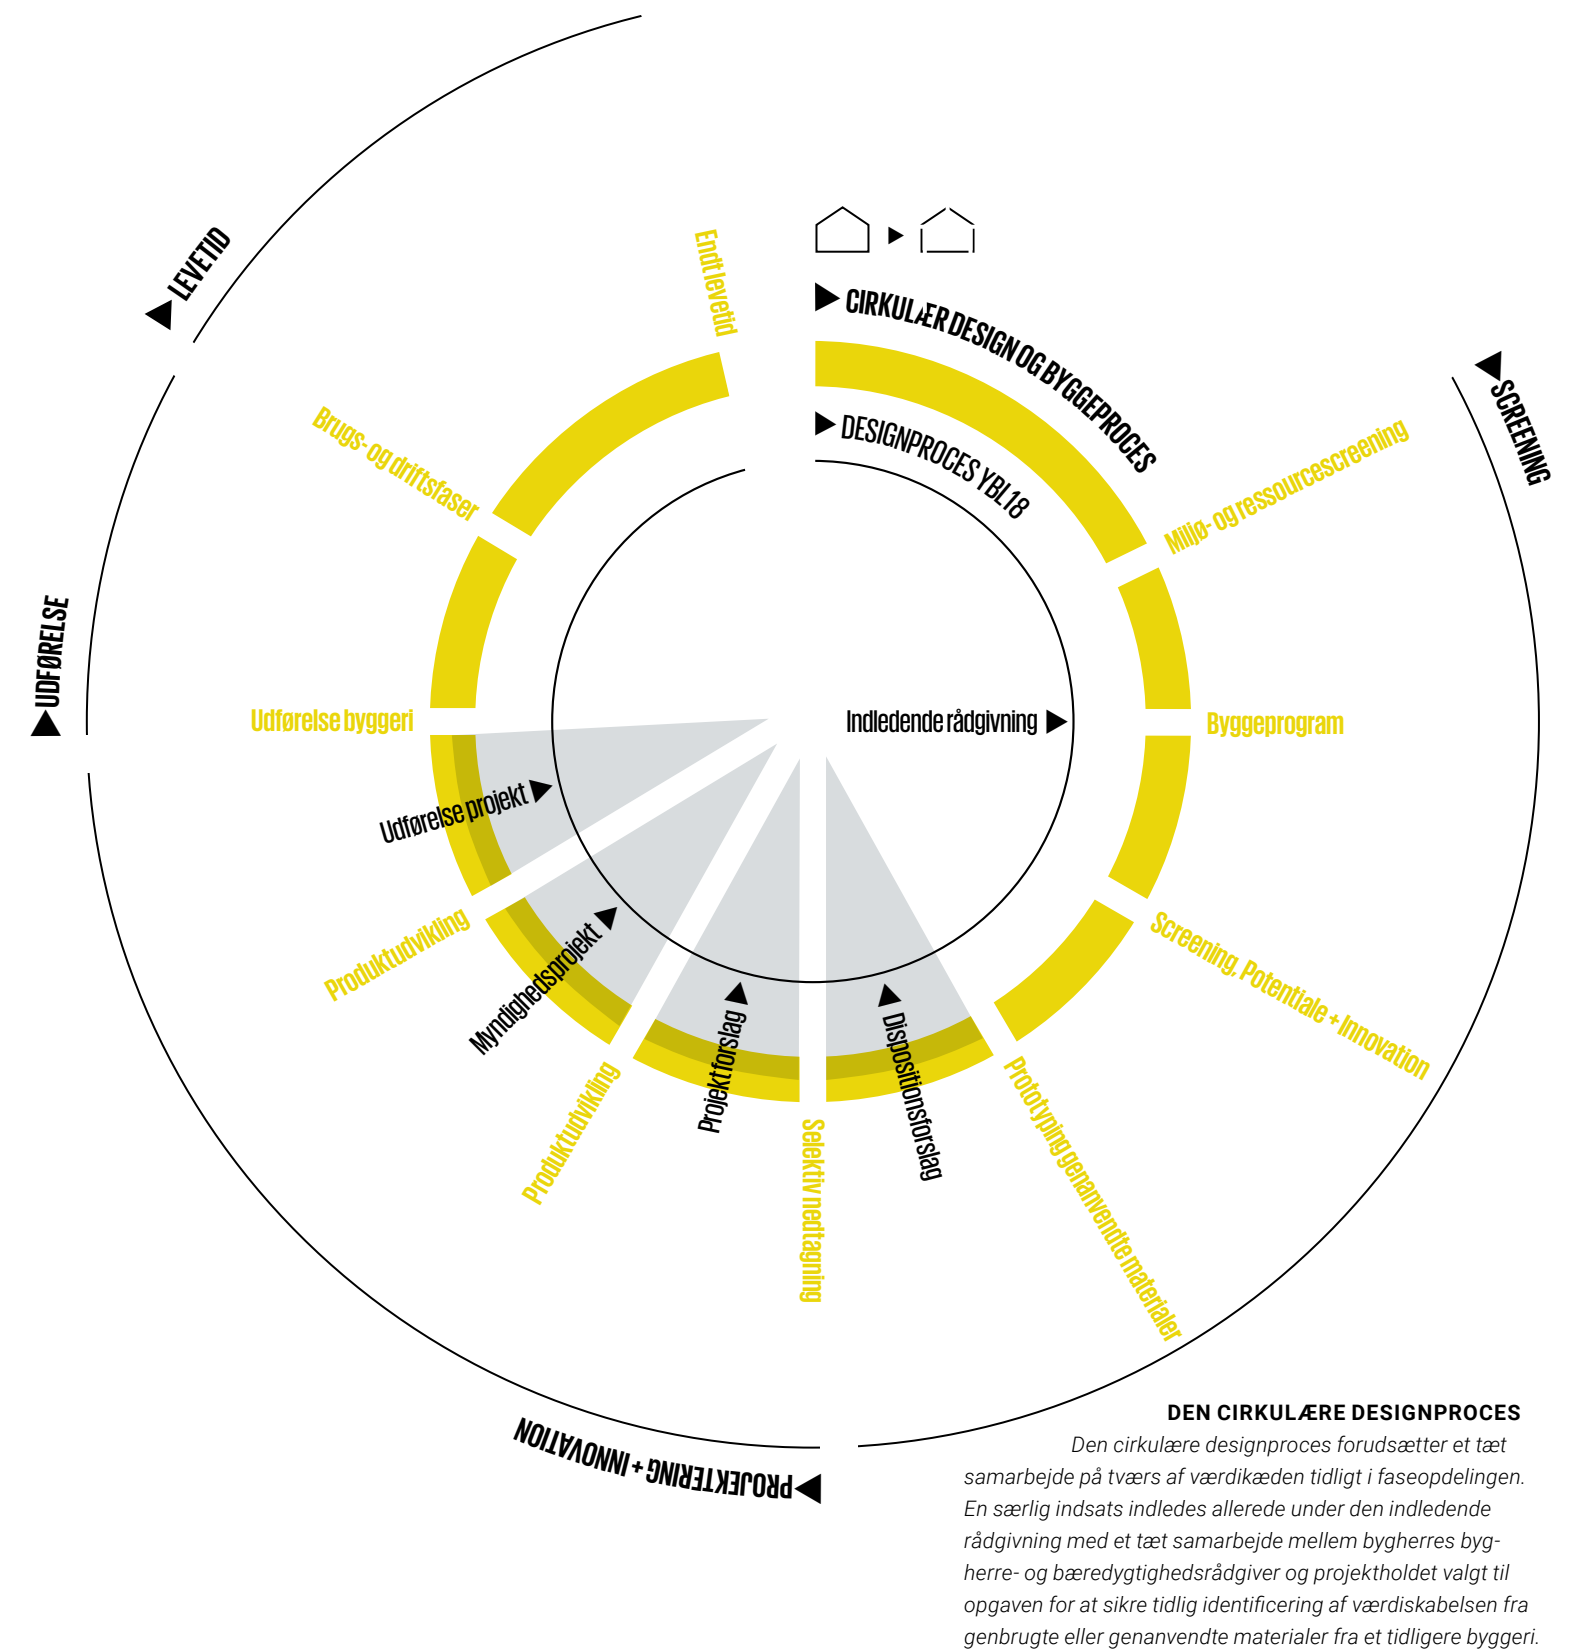 CIRKULÆR DESIGN OG BYGGEPROCES
DESIGNPROCES YBL18
SCREENING
Miljø- og ressourcescreening
Indledende rådgivning
Byggeprogram
Screening, Potentiale + Innovation
Prototyping genanvendte materialer
Dispositionsforslag
Selektiv nedtagning
PROJEKTERING + INNOVATION
Projektforslag
Produktudvikling
Myndighedsprojekt
Produktudvikling
Udførelse projekt
Udførelse byggeri
UDFØRELSE
Brugs- og driftsfaser
LEVETID
Endt levetid
DEN CIRKULÆRE DESIGNPROCES
Den cirkulære designproces forudsætter et tæt
samarbejde på tværs af værdikæden tidligt i faseopdelingen.
En særlig indsats indledes allerede under den indledende
rådgivning med et tæt samarbejde mellem bygherres byg-
herre- og bæredygtighedsrådgiver og projektholdet valgt til
opgaven for at sikre tidlig identificering af værdiskabelsen fra
genbrugte eller genanvendte materialer fra et tidligere byggeri.